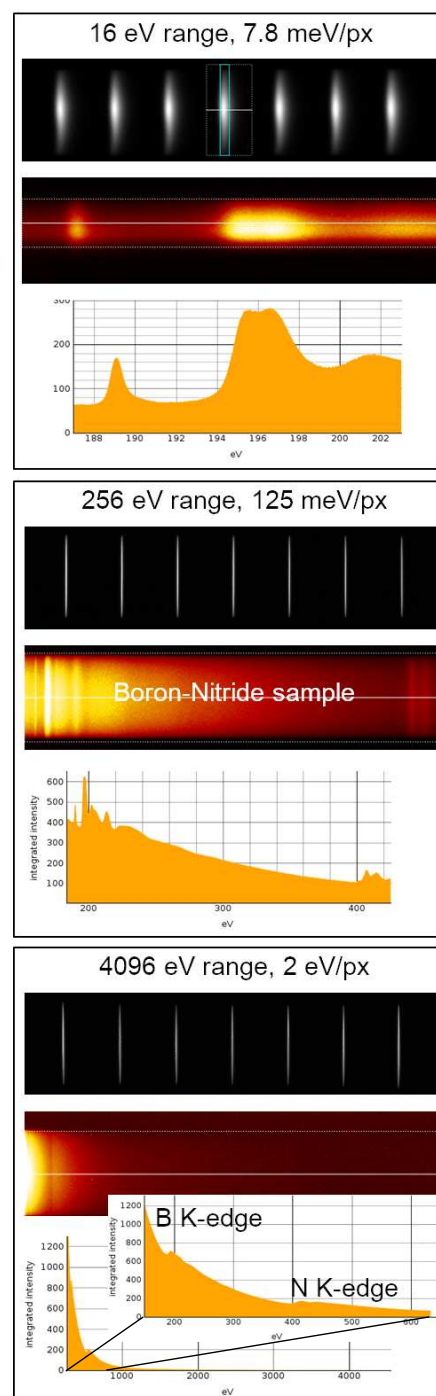 16 eV range, 7.8 meV/px
300
200
100
0
188 190 192 194 196 198 200 202
eV
256 eV range, 125 meV/px
Boron-Nitride sample
integrated intensity
600
500
400
300
200
100
200 300 400
eV
4096 eV range, 2 eV/px
B K-edge
N K-edge
integrated intensity
1200
1000
800
600
400
200
0
200 300 400 500 600
eV
integrated intensity
1200
1000
800
600
400
200
0
1000 2000 3000 4000
eV